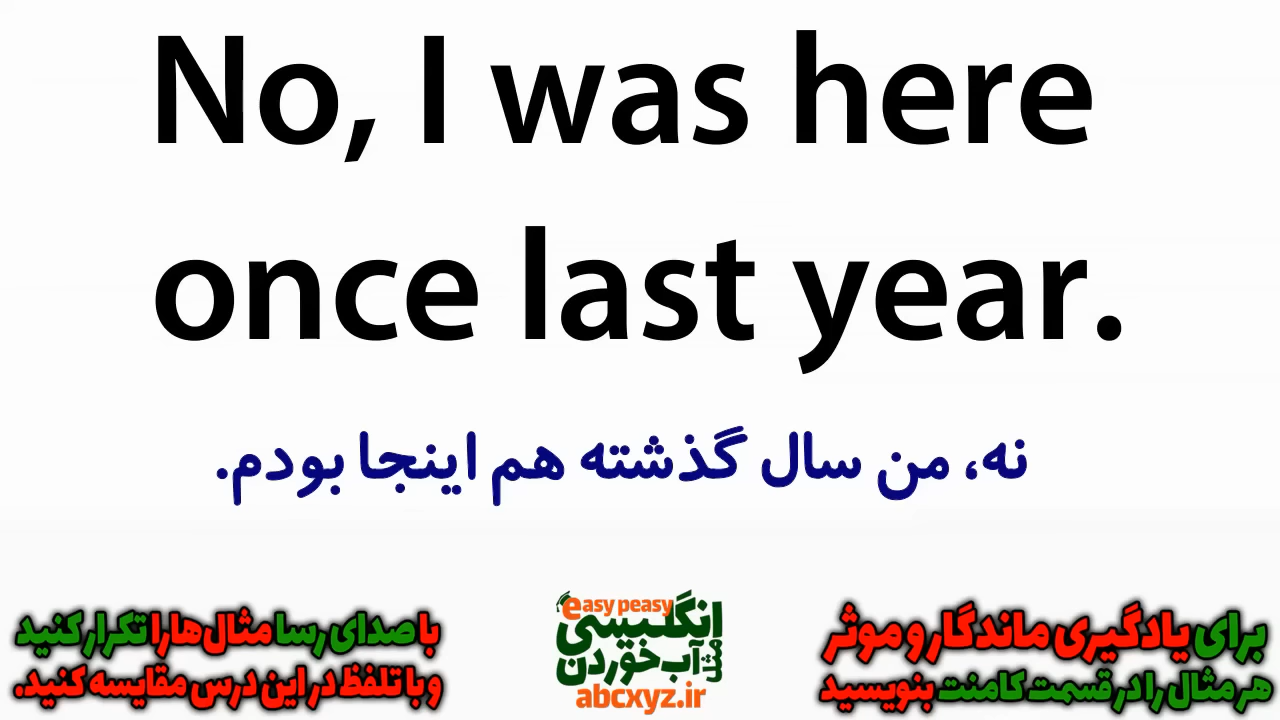 No, I was here
once last year.
نه، من سال گذشته هم اینجا بودم.
برای یادگیری ماندگار و موثر
هر مثال را در قسمت کامنت بنویسید
easy peasy
انگلیسی
مثل
آب خوردن
abcxyz.ir
با صدای رسا مثال‌ها را تکرار کنید
و با تلفظ در این درس مقایسه کنید.